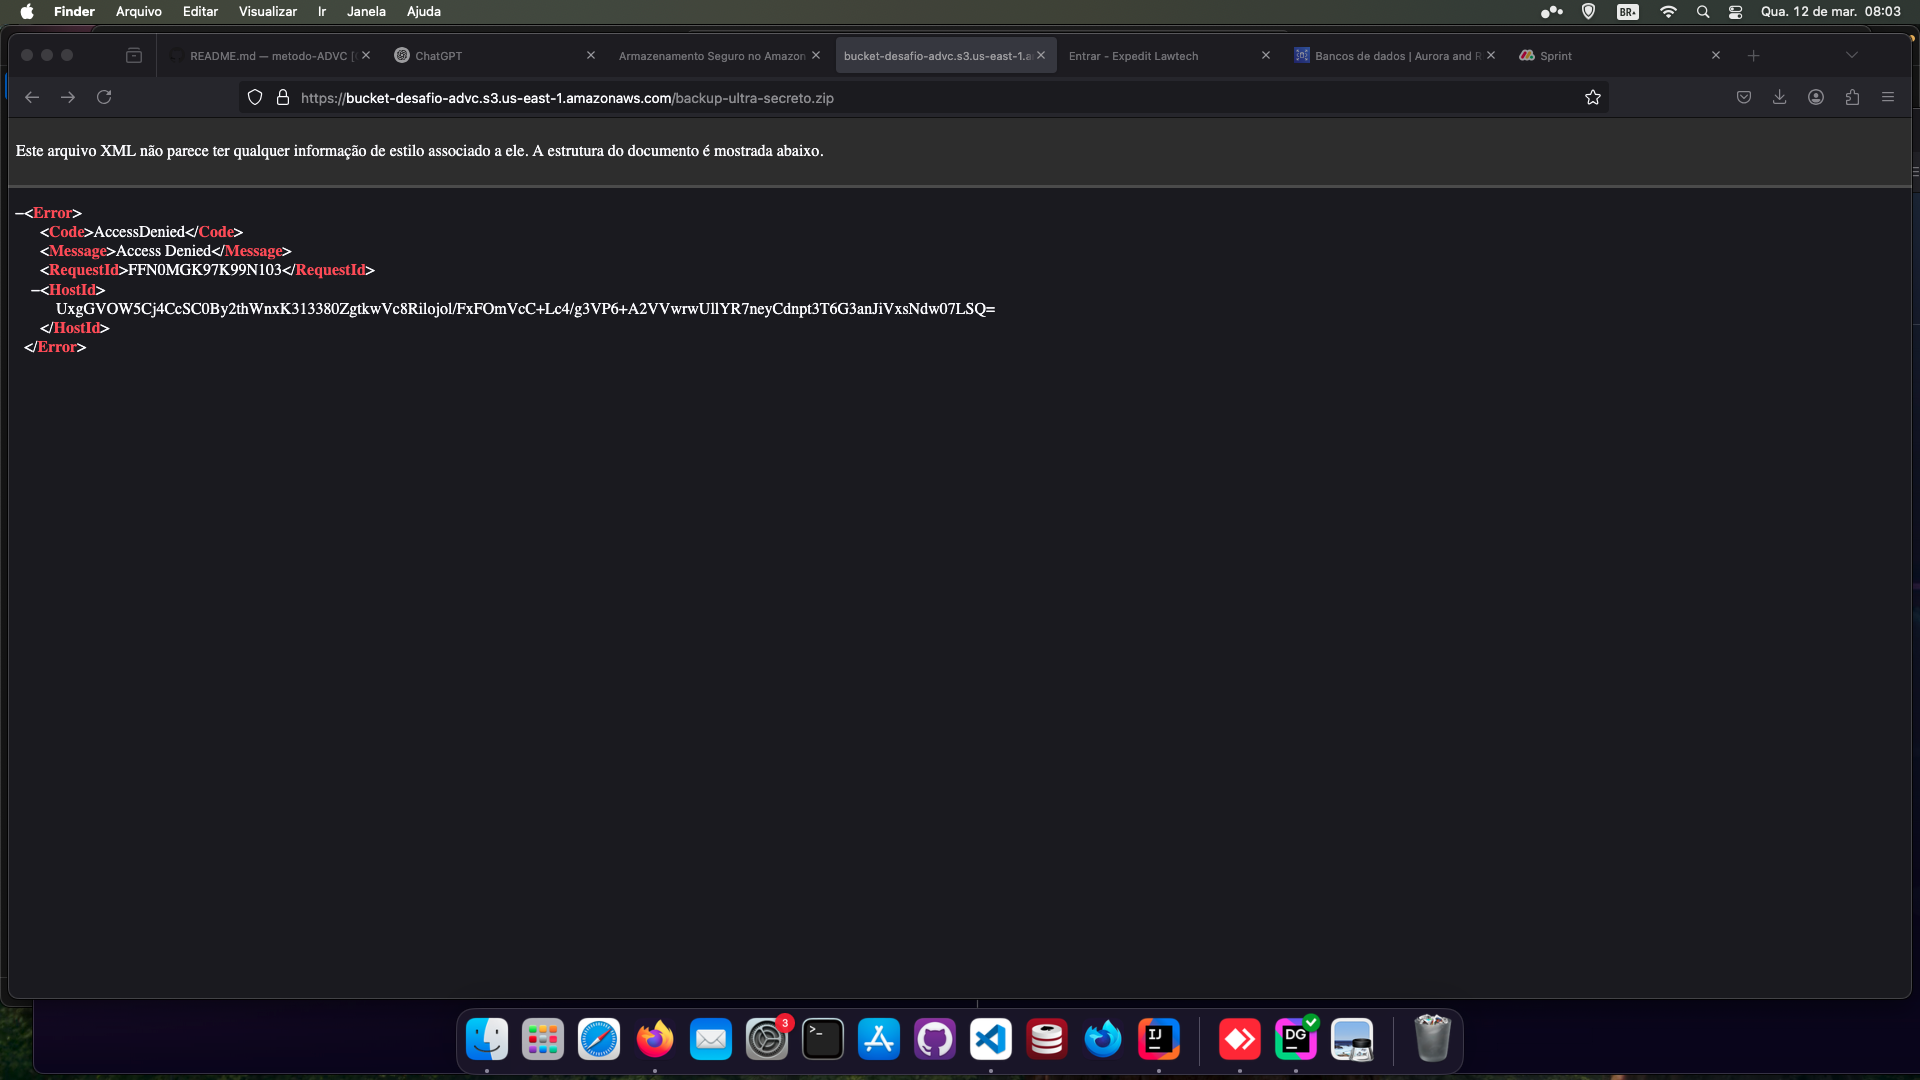 Finder Arquivo Editar Visualizar Ir Janela Ajuda BR Qua. 12 de mar. 08:03
README.md — metodo-ADVC [ ChatGPT Armazenamento Seguro no Amazon bucket-desafio-advc.s3.us-east-1.a Entrar - Expedit Lawtech Bancos de dados | Aurora and R Sprint
https://bucket-desafio-advc.s3.us-east-1.amazonaws.com/backup-ultra-secreto.zip
Este arquivo XML não parece ter qualquer informação de estilo associado a ele. A estrutura do documento é mostrada abaixo.
–<Error>
<Code>AccessDenied</Code>
<Message>Access Denied</Message>
<RequestId>FFN0MGK97K99N103</RequestId>
–<HostId>
UxgGVOW5Cj4CcSC0By2thWnxK313380ZgtkwVc8Rilojol/FxFOmVcC+Lc4/g3VP6+A2VVwrwUllYR7neyCdnpt3T6G3anJiVxsNdw07LSQ=
</HostId>
</Error>
3
IJ
DG